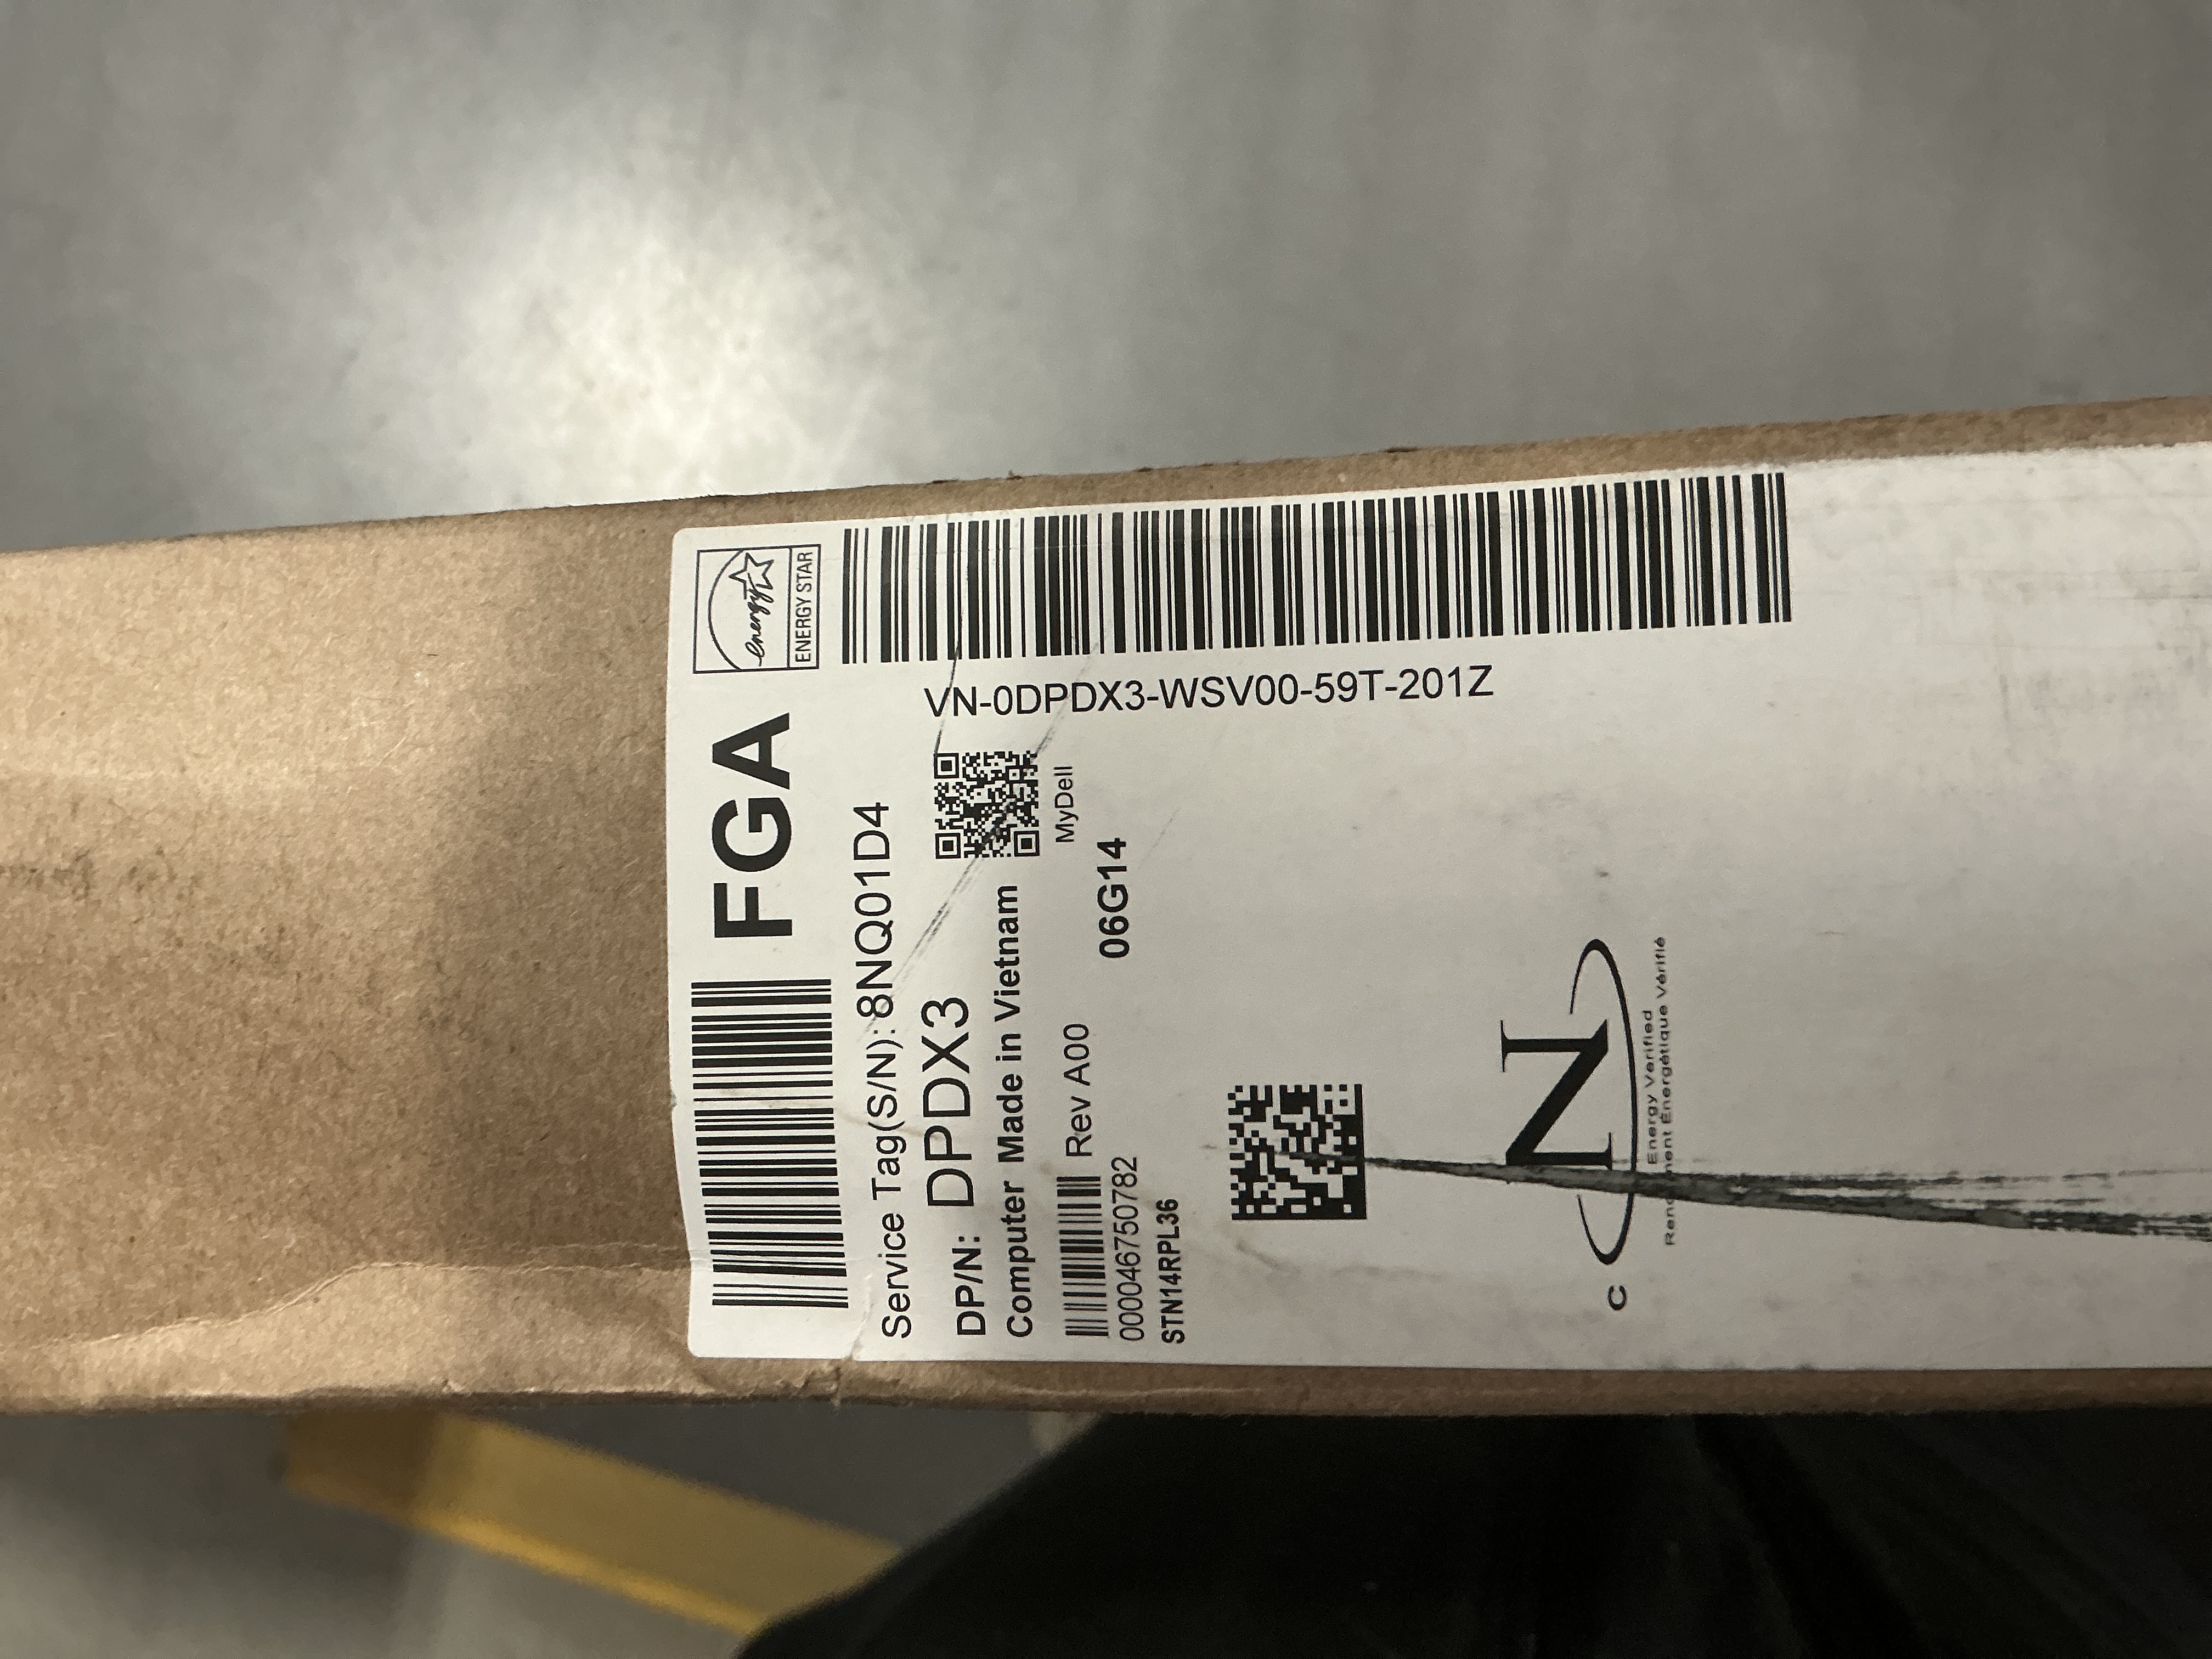 FGA
energy
ENERGY STAR
Service Tag(S/N): 8NQ01D4
DP/N: DPDX3
Computer Made in Vietnam
MyDell
VN-0DPDX3-WSV00-59T-201Z
Rev A00
000046750782
06G14
STN14RPL36
C
N
Energy Verified
Énergétique Vérifié